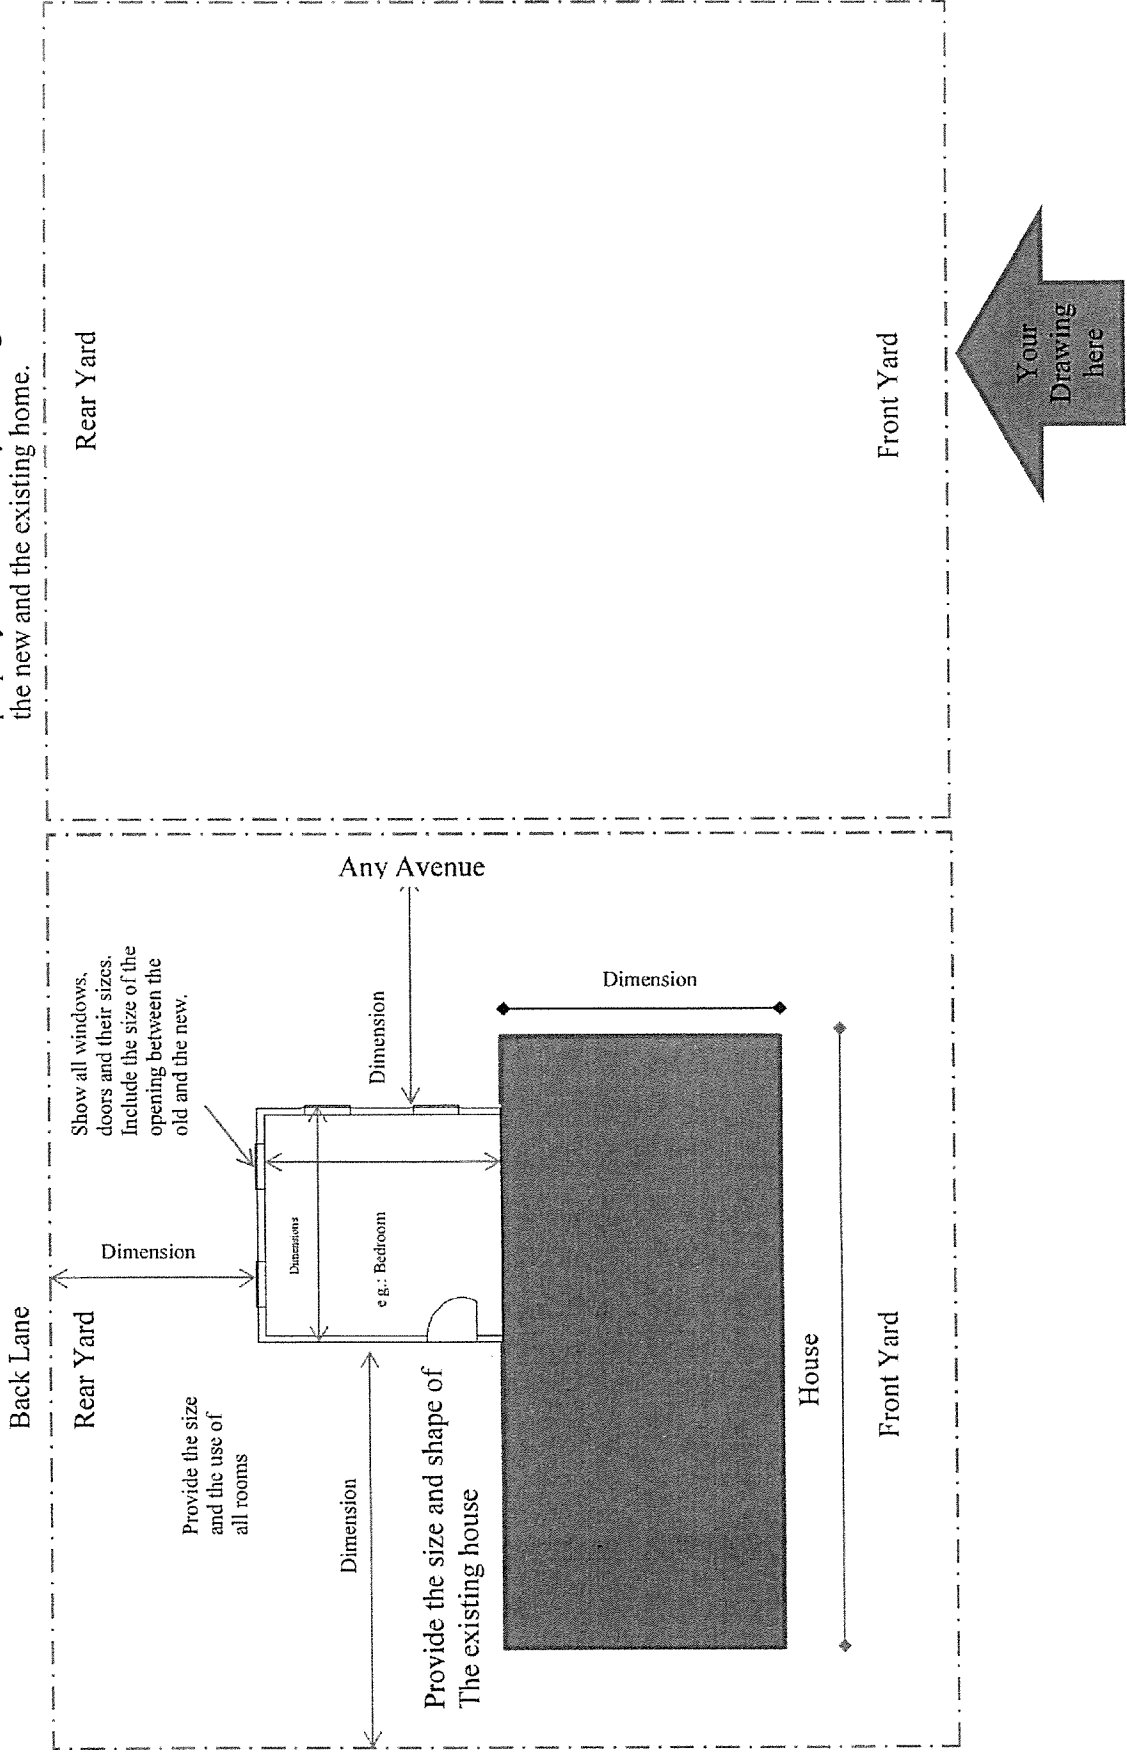 the new and the existing home.
Back Lane
Rear Yard
Dimension
Show all windows,
doors and their sizes.
Include the size of the
opening between the
old and the new.
Provide the size
and the use of
all rooms
Dimensions
e g.: Bedroom
Dimension
Dimension
Any Avenue
Provide the size and shape of
The existing house
Dimension
House
Front Yard
Rear Yard
Front Yard
Your
Drawing
here